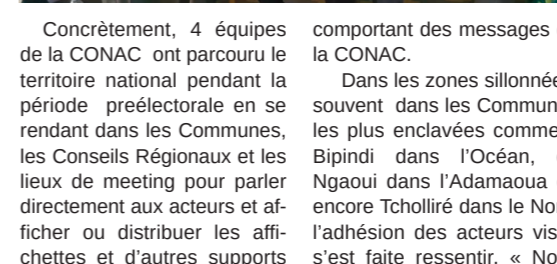 Concrètement, 4 équipes
de la CONAC ont parcouru le
territoire national pendant la
période preélectorale en se
rendant dans les Communes,
les Conseils Régionaux et les
lieux de meeting pour parler
directement aux acteurs et af-
ficher ou distribuer les affi-
chettes et d'autres supports
comportant des messages
la CONAC.
Dans les zones sillonnée
souvent dans les Commun
les plus enclavées comme
Bipindi dans l'Océan,
Ngaoui dans l'Adamaoua
encore Tcholliré dans le No
l'adhésion des acteurs vis
s'est faite ressentir. « No